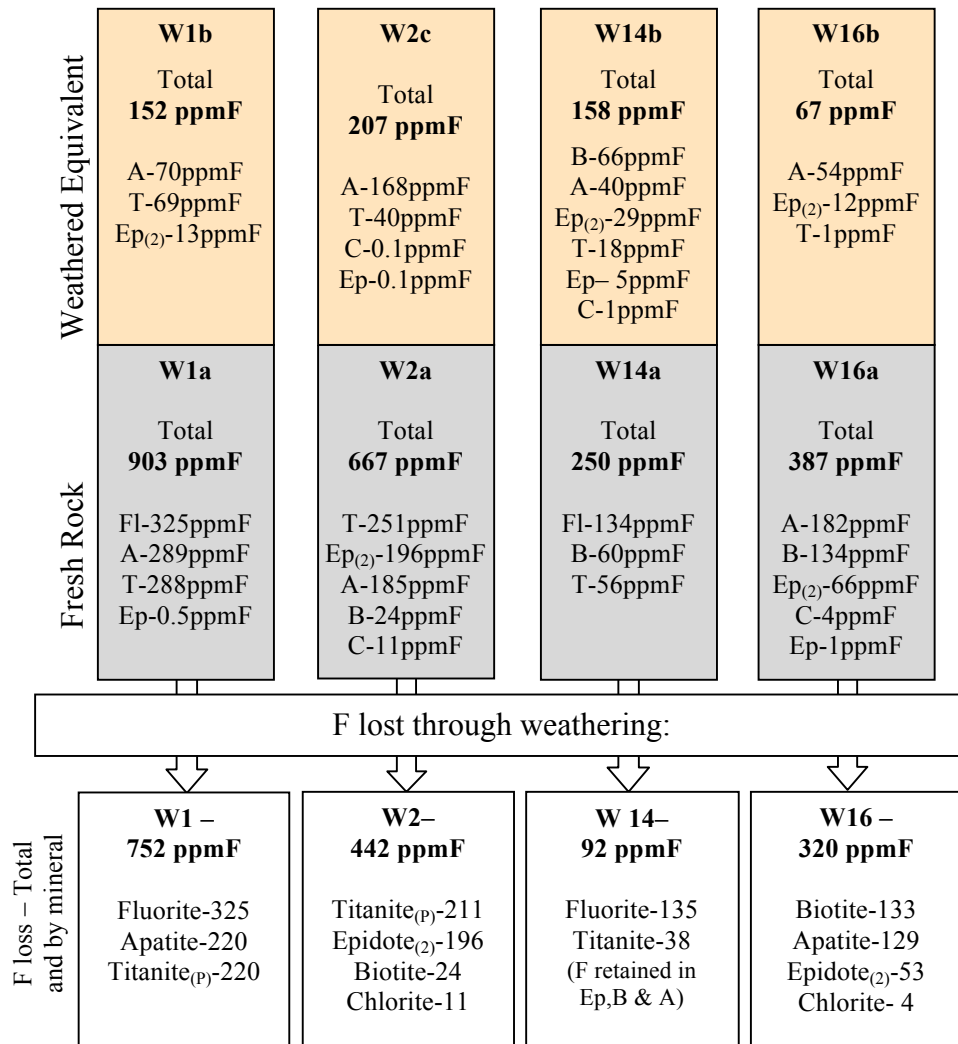 Weathered Equivalent
W1b
Total
152 ppmF
A-70ppmF
T-69ppmF
Ep(2)-13ppmF
W2c
Total
207 ppmF
A-168ppmF
T-40ppmF
C-0.1ppmF
Ep-0.1ppmF
W14b
Total
158 ppmF
B-66ppmF
A-40ppmF
Ep(2)-29ppmF
T-18ppmF
Ep– 5ppmF
C-1ppmF
W16b
Total
67 ppmF
A-54ppmF
Ep(2)-12ppmF
T-1ppmF
Fresh Rock
W1a
Total
903 ppmF
Fl-325ppmF
A-289ppmF
T-288ppmF
Ep-0.5ppmF
W2a
Total
667 ppmF
T-251ppmF
Ep(2)-196ppmF
A-185ppmF
B-24ppmF
C-11ppmF
W14a
Total
250 ppmF
Fl-134ppmF
B-60ppmF
T-56ppmF
W16a
Total
387 ppmF
A-182ppmF
B-134ppmF
Ep(2)-66ppmF
C-4ppmF
Ep-1ppmF
F lost through weathering:
F loss – Total
and by mineral
W1 –
752 ppmF
Fluorite-325
Apatite-220
Titanite(P)-220
W2–
442 ppmF
Titanite(P)-211
Epidote(2)-196
Biotite-24
Chlorite-11
W 14–
92 ppmF
Fluorite-135
Titanite-38
(F retained in
Ep,B & A)
W16 –
320 ppmF
Biotite-133
Apatite-129
Epidote(2)-53
Chlorite- 4